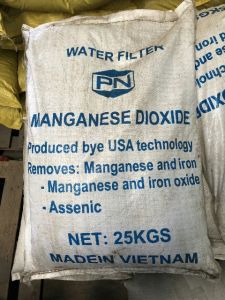 WATER FILTER
PN
MANGANESE DIOXIDE
Produced bye USA technology
Removes: Manganese and iron
- Manganese and iron oxide
- Assenic
NET: 25KGS
MADEIN VIETNAM